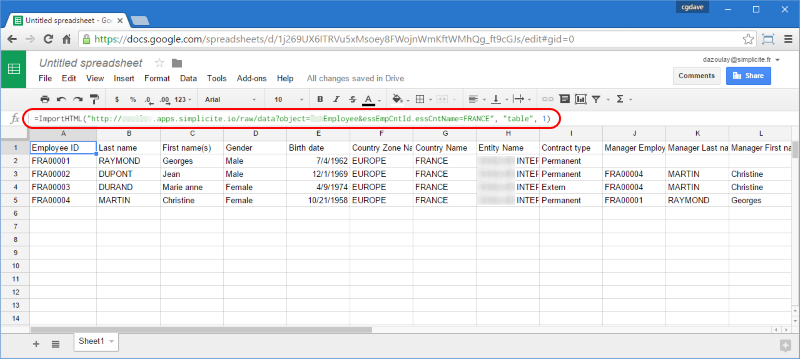 cgdave
Untitled spreadsheet - Go
https://docs.google.com/spreadsheets/d/1j269UX6ITRVu5xMsoey8FWojnWmKftWMhQg_ft9cGJs/edit#gid=0
Untitled spreadsheet
dazoulay@simplicite.fr
File Edit View Insert Format Data Tools Add-ons Help All changes saved in Drive
Comments Share
$ % .0 .00 123 Arial 10 B I S A
fx =ImportHTML("http:// .apps.simplicite.io/raw/data?object= Employee&essEmpCntId.essCntName=FRANCE", "table", 1)
A B C D E F G H I J K L
1 Employee ID Last name First name(s) Gender Birth date Country Zone Na Country Name Entity Name Contract type Manager Employ Manager Last na Manager First na
2 FRA00001 RAYMOND Georges Male 7/4/1962 EUROPE FRANCE INTER Permanent
3 FRA00002 DUPONT Jean Male 12/1/1969 EUROPE FRANCE INTER Permanent FRA00004 MARTIN Christine
4 FRA00003 DURAND Marie anne Female 4/9/1974 EUROPE FRANCE INTER Extern FRA00004 MARTIN Christine
5 FRA00004 MARTIN Christine Female 10/21/1958 EUROPE FRANCE INTER Permanent FRA00001 RAYMOND Georges
6
7
8
9
10
11
12
13
14
Sheet1